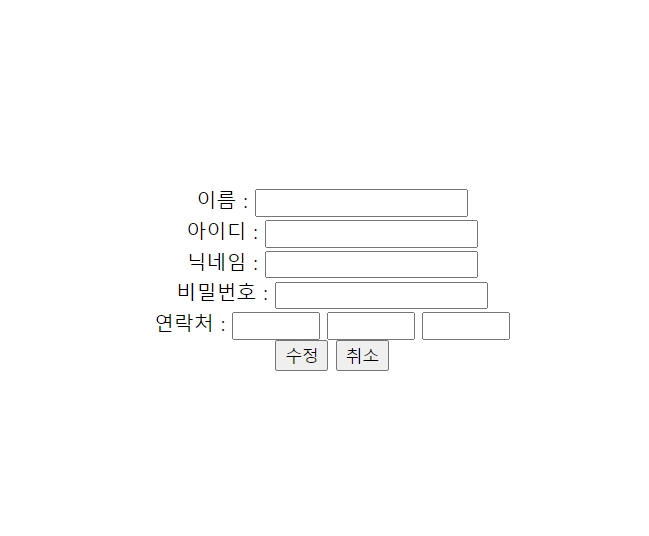 이름 :
아이디 :
닉네임 :
비밀번호 :
연락처 :
수정 취소